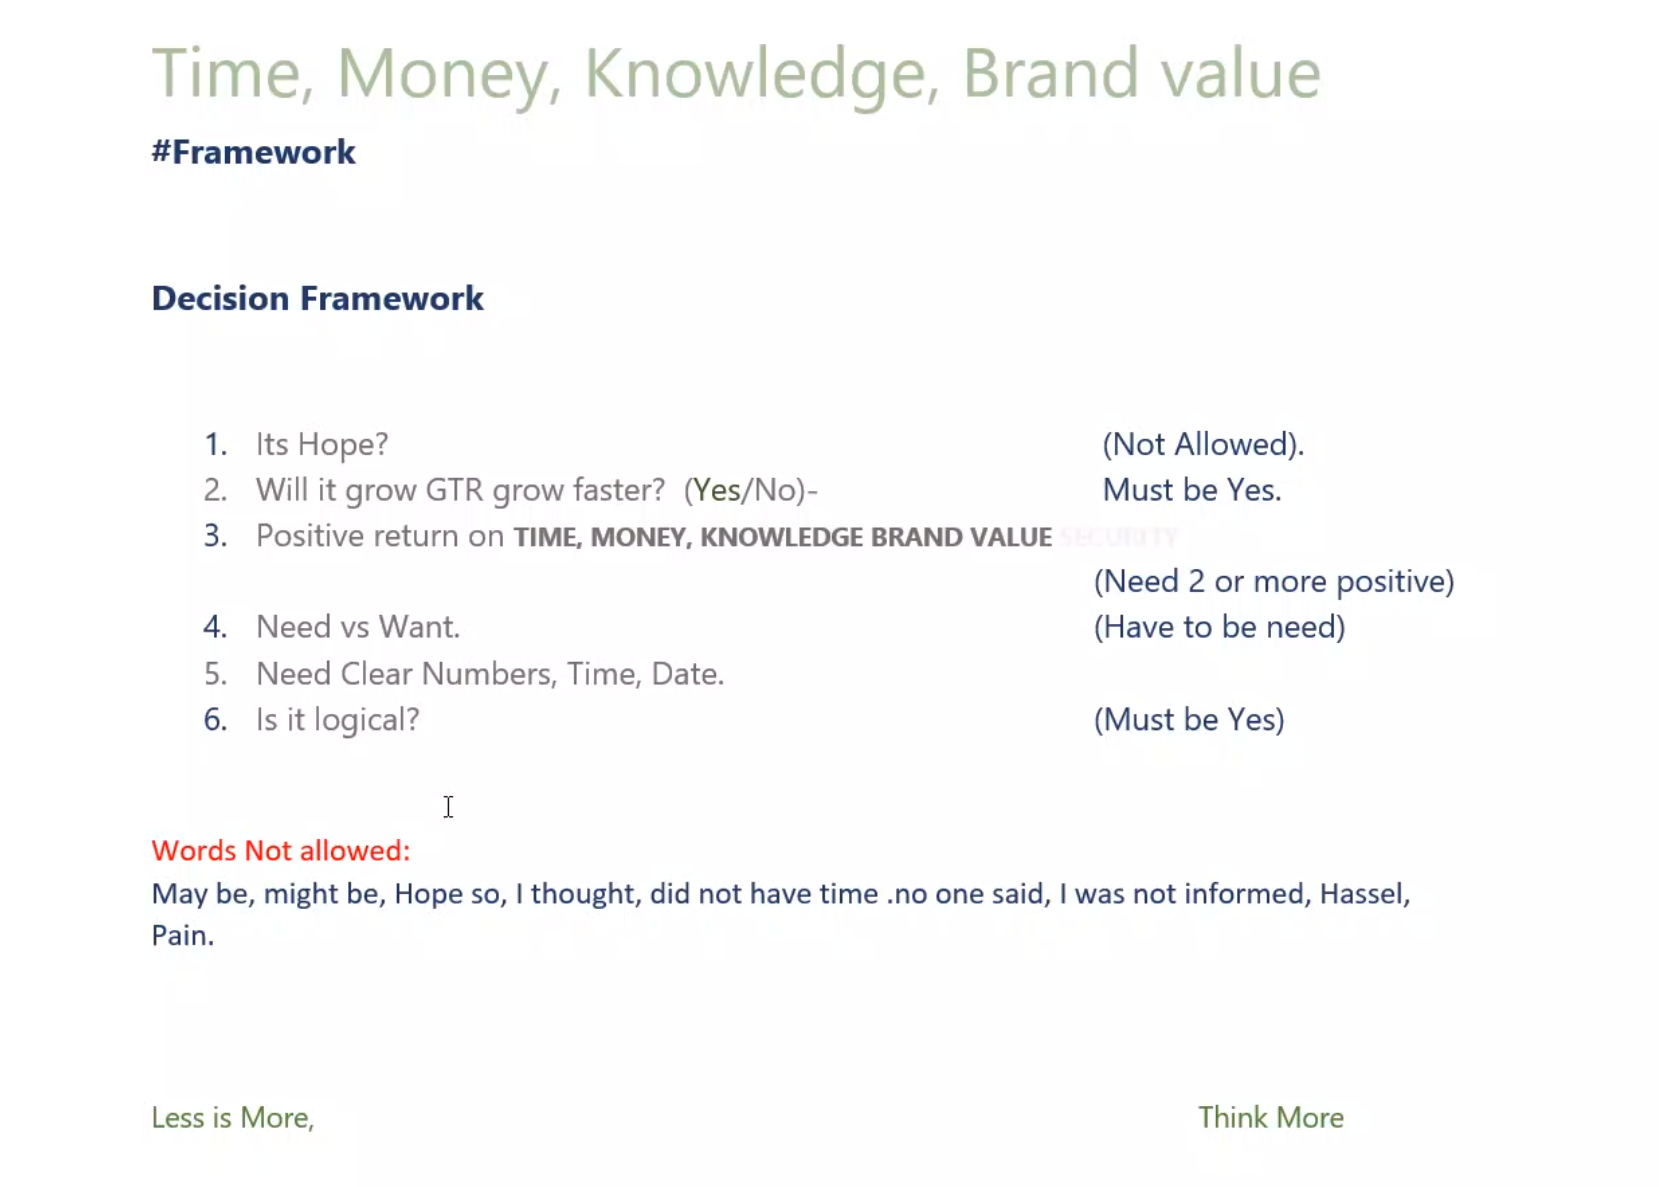 Time, Money, Knowledge, Brand value
#Framework
Decision Framework
1. Its Hope? (Not Allowed).
2. Will it grow GTR grow faster? (Yes/No)- Must be Yes.
3. Positive return on TIME, MONEY, KNOWLEDGE BRAND VALUE SECURITY
(Need 2 or more positive)
4. Need vs Want. (Have to be need)
5. Need Clear Numbers, Time, Date.
6. Is it logical? (Must be Yes)
Words Not allowed:
May be, might be, Hope so, I thought, did not have time .no one said, I was not informed, Hassel,
Pain.
Less is More, Think More